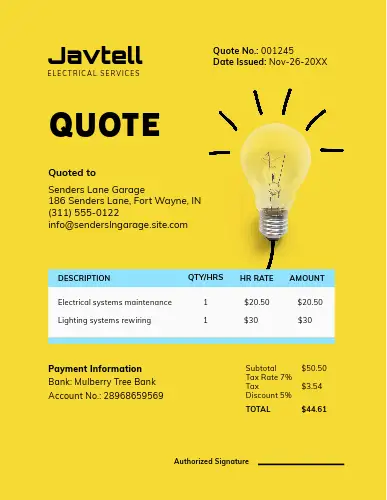 Javtell
ELECTRICAL SERVICES
Quote No.: 001245
Date Issued: Nov-26-20XX
QUOTE
Quoted to
Senders Lane Garage
186 Senders Lane, Fort Wayne, IN
(311) 555-0122
info@senderslngarage.site.com
DESCRIPTION QTY/HRS HR RATE AMOUNT
Electrical systems maintenance 1 $20.50 $20.50
Lighting systems rewiring 1 $30 $30
Payment Information
Bank: Mulberry Tree Bank
Account No.: 28968659569
Subtotal $50.50
Tax Rate 7%
Tax $3.54
Discount 5%
TOTAL $44.61
Authorized Signature